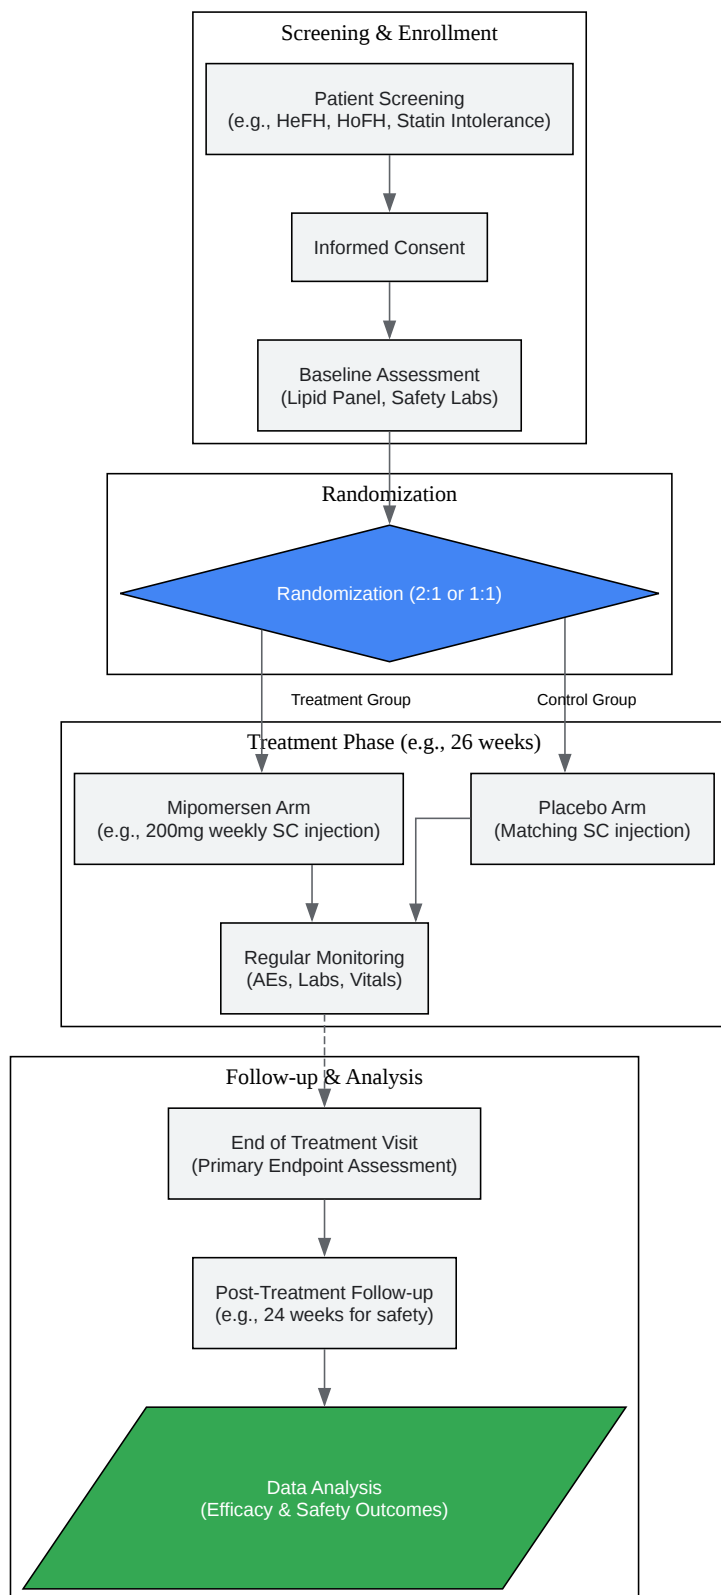 Screening & Enrollment
Patient Screening
(e.g., HeFH, HoFH, Statin Intolerance)
Informed Consent
Baseline Assessment
(Lipid Panel, Safety Labs)
Randomization
Randomization (2:1 or 1:1)
Treatment Group
Control Group
Treatment Phase (e.g., 26 weeks)
Mipomersen Arm
(e.g., 200mg weekly SC injection)
Placebo Arm
(Matching SC injection)
Regular Monitoring
(AEs, Labs, Vitals)
Follow-up & Analysis
End of Treatment Visit
(Primary Endpoint Assessment)
Post-Treatment Follow-up
(e.g., 24 weeks for safety)
Data Analysis
(Efficacy & Safety Outcomes)